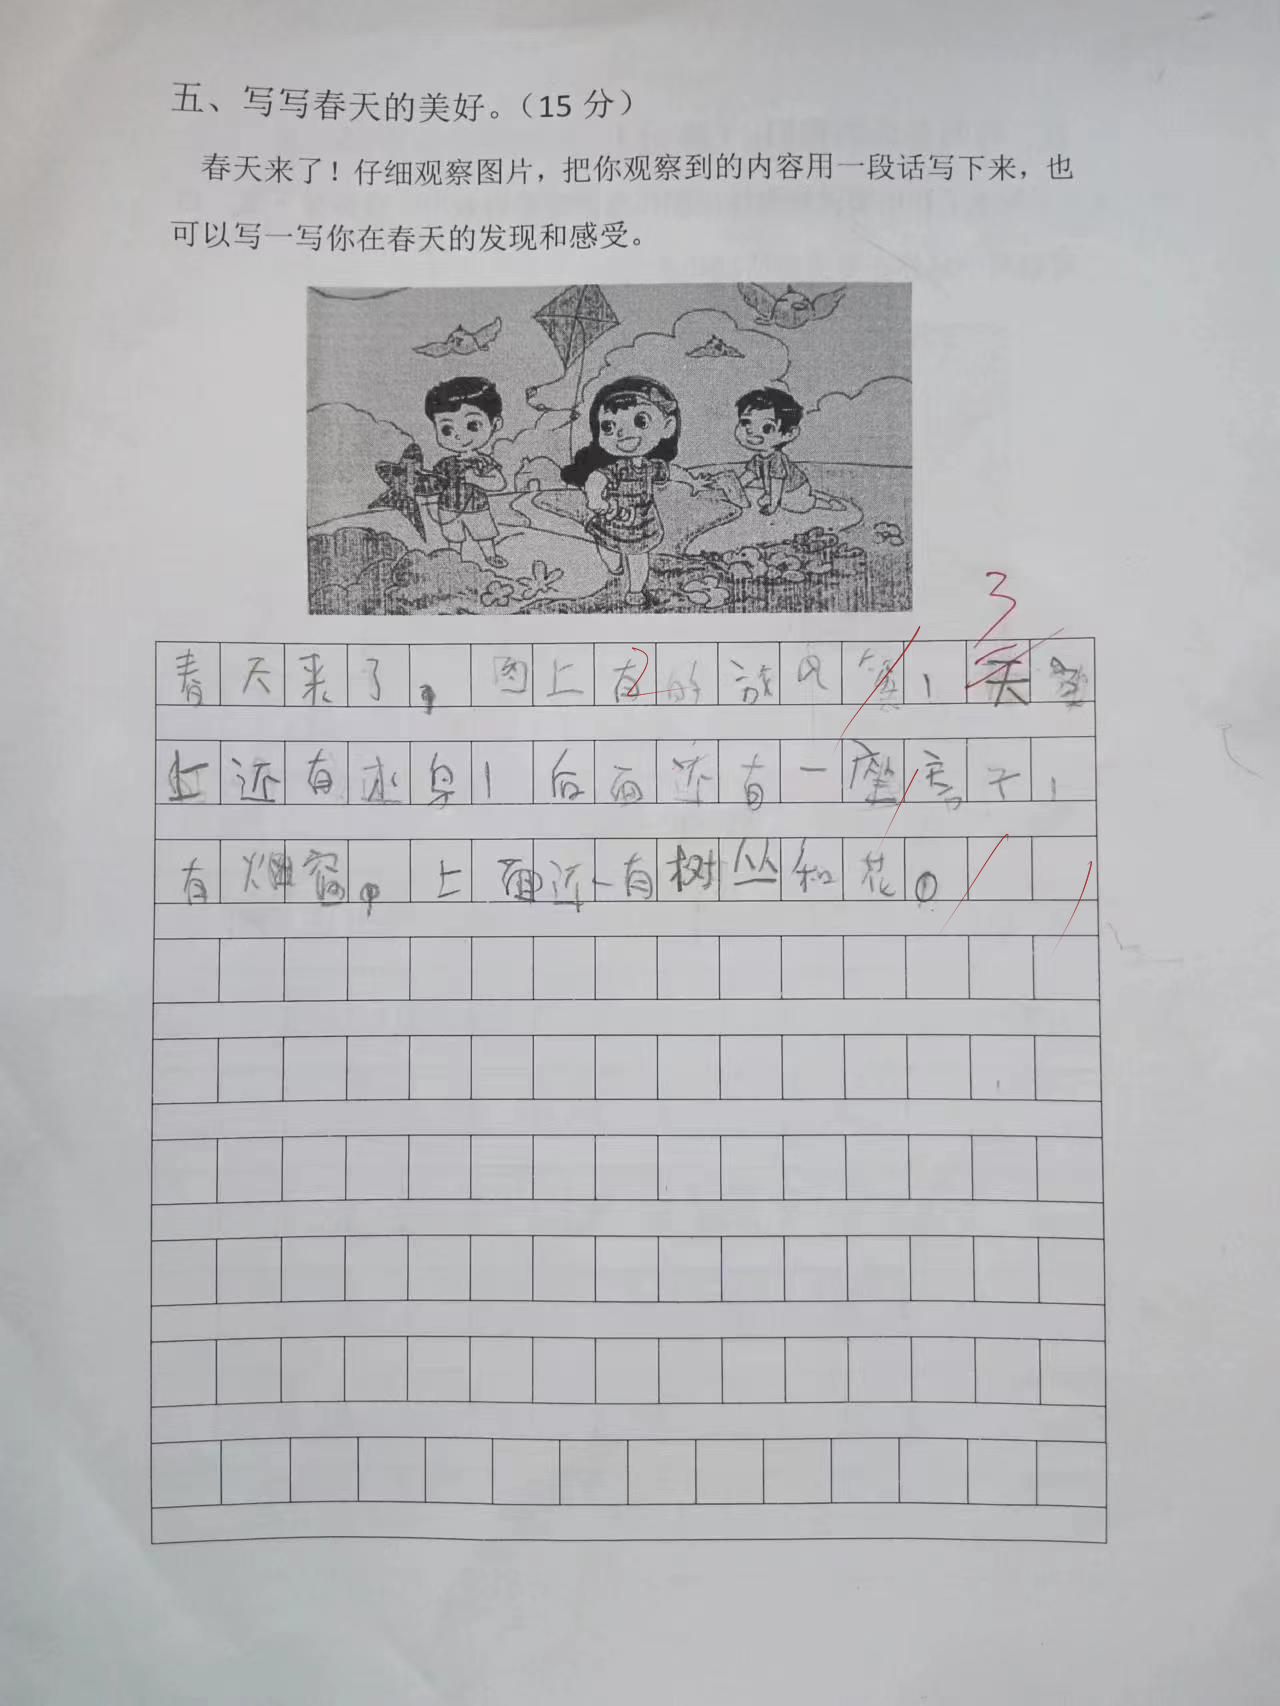 五、写写春天的美好。（15 分）
春天来了！仔细观察图片，把你观察到的内容用一段话写下来，也
可以写一写你在春天的发现和感受。
3
春天来了，图上有的放风筝，天空
2
上还有小鸟，后面还有一座房子，
有烟窗，上面还有树丛和花。